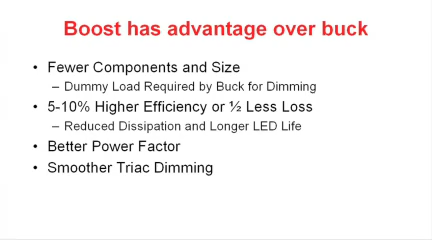 Boost has advantage over buck
• Fewer Components and Size
– Dummy Load Required by Buck for Dimming
• 5-10% Higher Efficiency or ½ Less Loss
– Reduced Dissipation and Longer LED Life
• Better Power Factor
• Smoother Triac Dimming